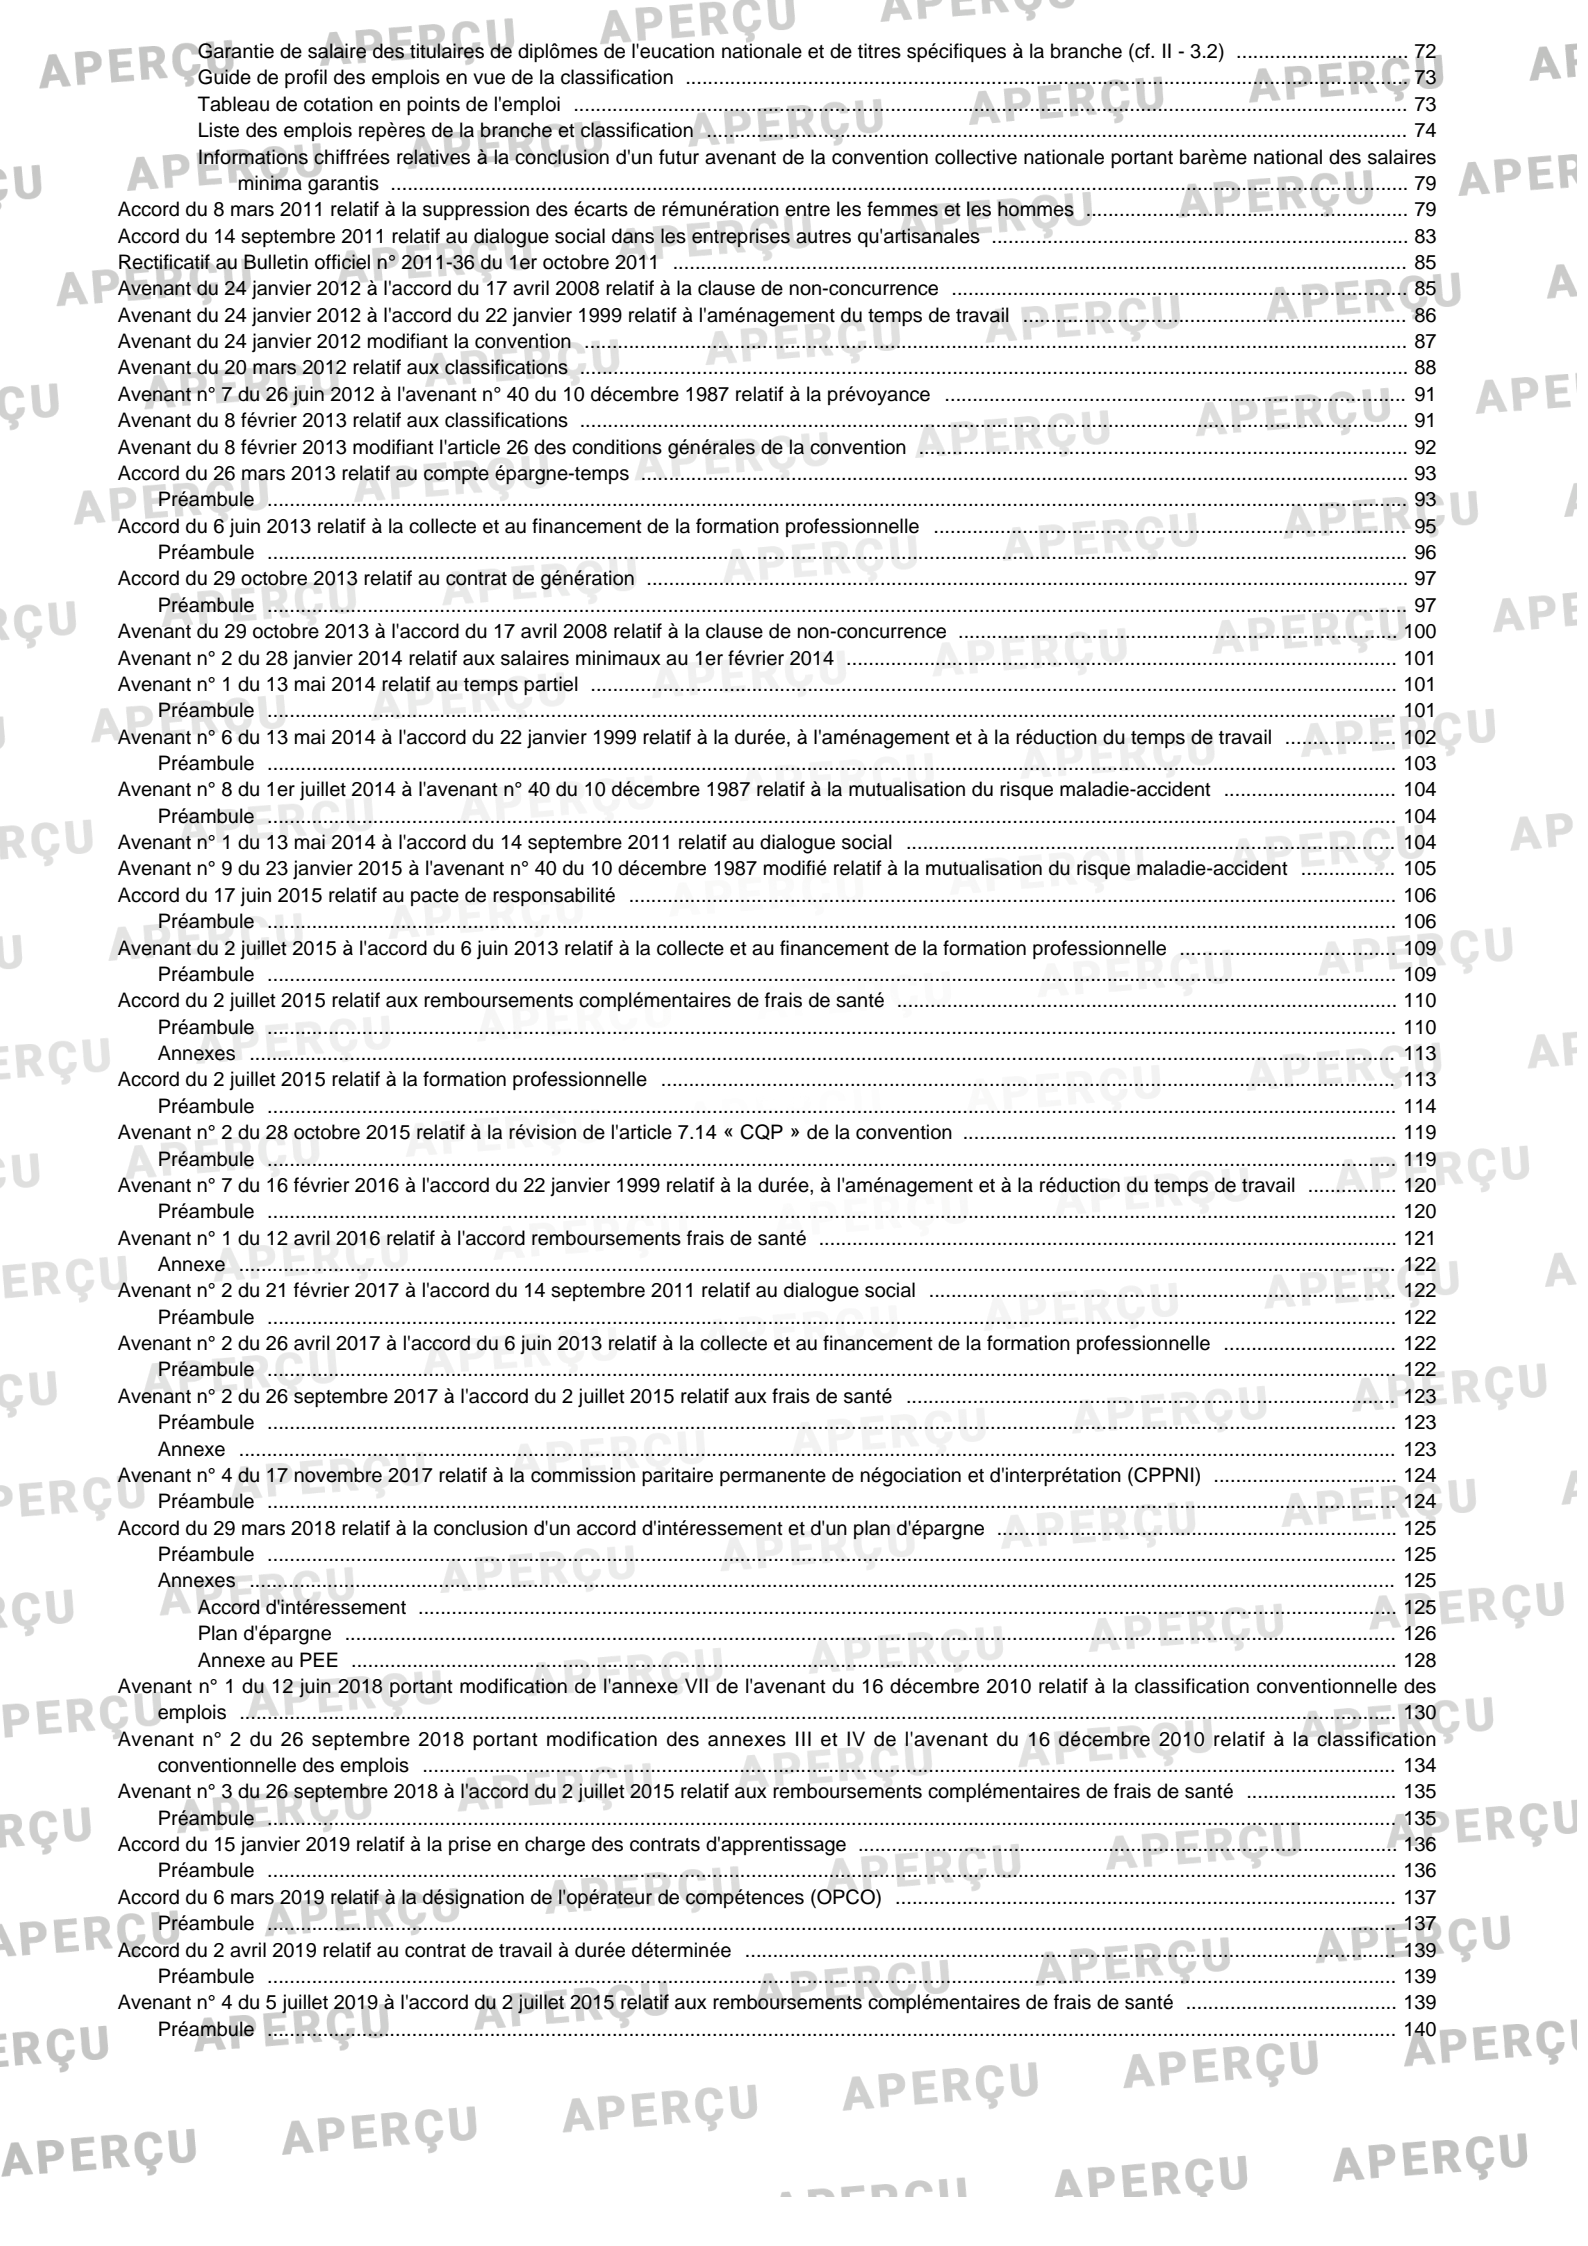 Garantie de salaire des titulaires de diplômes de l'eucation nationale et de titres spécifiques à la branche (cf. II - 3.2) ........ 72
Guide de profil des emplois en vue de la classification ........ 73
Tableau de cotation en points de l'emploi ........ 73
Liste des emplois repères de la branche et classification ........ 74
Informations chiffrées relatives à la conclusion d'un futur avenant de la convention collective nationale portant barème national des salaires
minima garantis ........ 79
Accord du 8 mars 2011 relatif à la suppression des écarts de rémunération entre les femmes et les hommes ........ 79
Accord du 14 septembre 2011 relatif au dialogue social dans les entreprises autres qu'artisanales ........ 83
Rectificatif au Bulletin officiel n° 2011-36 du 1er octobre 2011 ........ 85
Avenant du 24 janvier 2012 à l'accord du 17 avril 2008 relatif à la clause de non-concurrence ........ 85
Avenant du 24 janvier 2012 à l'accord du 22 janvier 1999 relatif à l'aménagement du temps de travail ........ 86
Avenant du 24 janvier 2012 modifiant la convention ........ 87
Avenant du 20 mars 2012 relatif aux classifications ........ 88
Avenant n° 7 du 26 juin 2012 à l'avenant n° 40 du 10 décembre 1987 relatif à la prévoyance ........ 91
Avenant du 8 février 2013 relatif aux classifications ........ 91
Avenant du 8 février 2013 modifiant l'article 26 des conditions générales de la convention ........ 92
Accord du 26 mars 2013 relatif au compte épargne-temps ........ 93
Préambule ........ 93
Accord du 6 juin 2013 relatif à la collecte et au financement de la formation professionnelle ........ 95
Préambule ........ 96
Accord du 29 octobre 2013 relatif au contrat de génération ........ 97
Préambule ........ 97
Avenant du 29 octobre 2013 à l'accord du 17 avril 2008 relatif à la clause de non-concurrence ........ 100
Avenant n° 2 du 28 janvier 2014 relatif aux salaires minimaux au 1er février 2014 ........ 101
Avenant n° 1 du 13 mai 2014 relatif au temps partiel ........ 101
Préambule ........ 101
Avenant n° 6 du 13 mai 2014 à l'accord du 22 janvier 1999 relatif à la durée, à l'aménagement et à la réduction du temps de travail ........ 102
Préambule ........ 103
Avenant n° 8 du 1er juillet 2014 à l'avenant n° 40 du 10 décembre 1987 relatif à la mutualisation du risque maladie-accident ........ 104
Préambule ........ 104
Avenant n° 1 du 13 mai 2014 à l'accord du 14 septembre 2011 relatif au dialogue social ........ 104
Avenant n° 9 du 23 janvier 2015 à l'avenant n° 40 du 10 décembre 1987 modifié relatif à la mutualisation du risque maladie-accident ........ 105
Accord du 17 juin 2015 relatif au pacte de responsabilité ........ 106
Préambule ........ 106
Avenant du 2 juillet 2015 à l'accord du 6 juin 2013 relatif à la collecte et au financement de la formation professionnelle ........ 109
Préambule ........ 109
Accord du 2 juillet 2015 relatif aux remboursements complémentaires de frais de santé ........ 110
Préambule ........ 110
Annexes ........ 113
Accord du 2 juillet 2015 relatif à la formation professionnelle ........ 113
Préambule ........ 114
Avenant n° 2 du 28 octobre 2015 relatif à la révision de l'article 7.14 « CQP » de la convention ........ 119
Préambule ........ 119
Avenant n° 7 du 16 février 2016 à l'accord du 22 janvier 1999 relatif à la durée, à l'aménagement et à la réduction du temps de travail ........ 120
Préambule ........ 120
Avenant n° 1 du 12 avril 2016 relatif à l'accord remboursements frais de santé ........ 121
Annexe ........ 122
Avenant n° 2 du 21 février 2017 à l'accord du 14 septembre 2011 relatif au dialogue social ........ 122
Préambule ........ 122
Avenant n° 2 du 26 avril 2017 à l'accord du 6 juin 2013 relatif à la collecte et au financement de la formation professionnelle ........ 122
Préambule ........ 122
Avenant n° 2 du 26 septembre 2017 à l'accord du 2 juillet 2015 relatif aux frais de santé ........ 123
Préambule ........ 123
Annexe ........ 123
Avenant n° 4 du 17 novembre 2017 relatif à la commission paritaire permanente de négociation et d'interprétation (CPPNI) ........ 124
Préambule ........ 124
Accord du 29 mars 2018 relatif à la conclusion d'un accord d'intéressement et d'un plan d'épargne ........ 125
Préambule ........ 125
Annexes ........ 125
Accord d'intéressement ........ 125
Plan d'épargne ........ 126
Annexe au PEE ........ 128
Avenant n° 1 du 12 juin 2018 portant modification de l'annexe VII de l'avenant du 16 décembre 2010 relatif à la classification conventionnelle des
emplois ........ 130
Avenant n° 2 du 26 septembre 2018 portant modification des annexes III et IV de l'avenant du 16 décembre 2010 relatif à la classification
conventionnelle des emplois ........ 134
Avenant n° 3 du 26 septembre 2018 à l'accord du 2 juillet 2015 relatif aux remboursements complémentaires de frais de santé ........ 135
Préambule ........ 135
Accord du 15 janvier 2019 relatif à la prise en charge des contrats d'apprentissage ........ 136
Préambule ........ 136
Accord du 6 mars 2019 relatif à la désignation de l'opérateur de compétences (OPCO) ........ 137
Préambule ........ 137
Accord du 2 avril 2019 relatif au contrat de travail à durée déterminée ........ 139
Préambule ........ 139
Avenant n° 4 du 5 juillet 2019 à l'accord du 2 juillet 2015 relatif aux remboursements complémentaires de frais de santé ........ 139
Préambule ........ 140
APERÇU